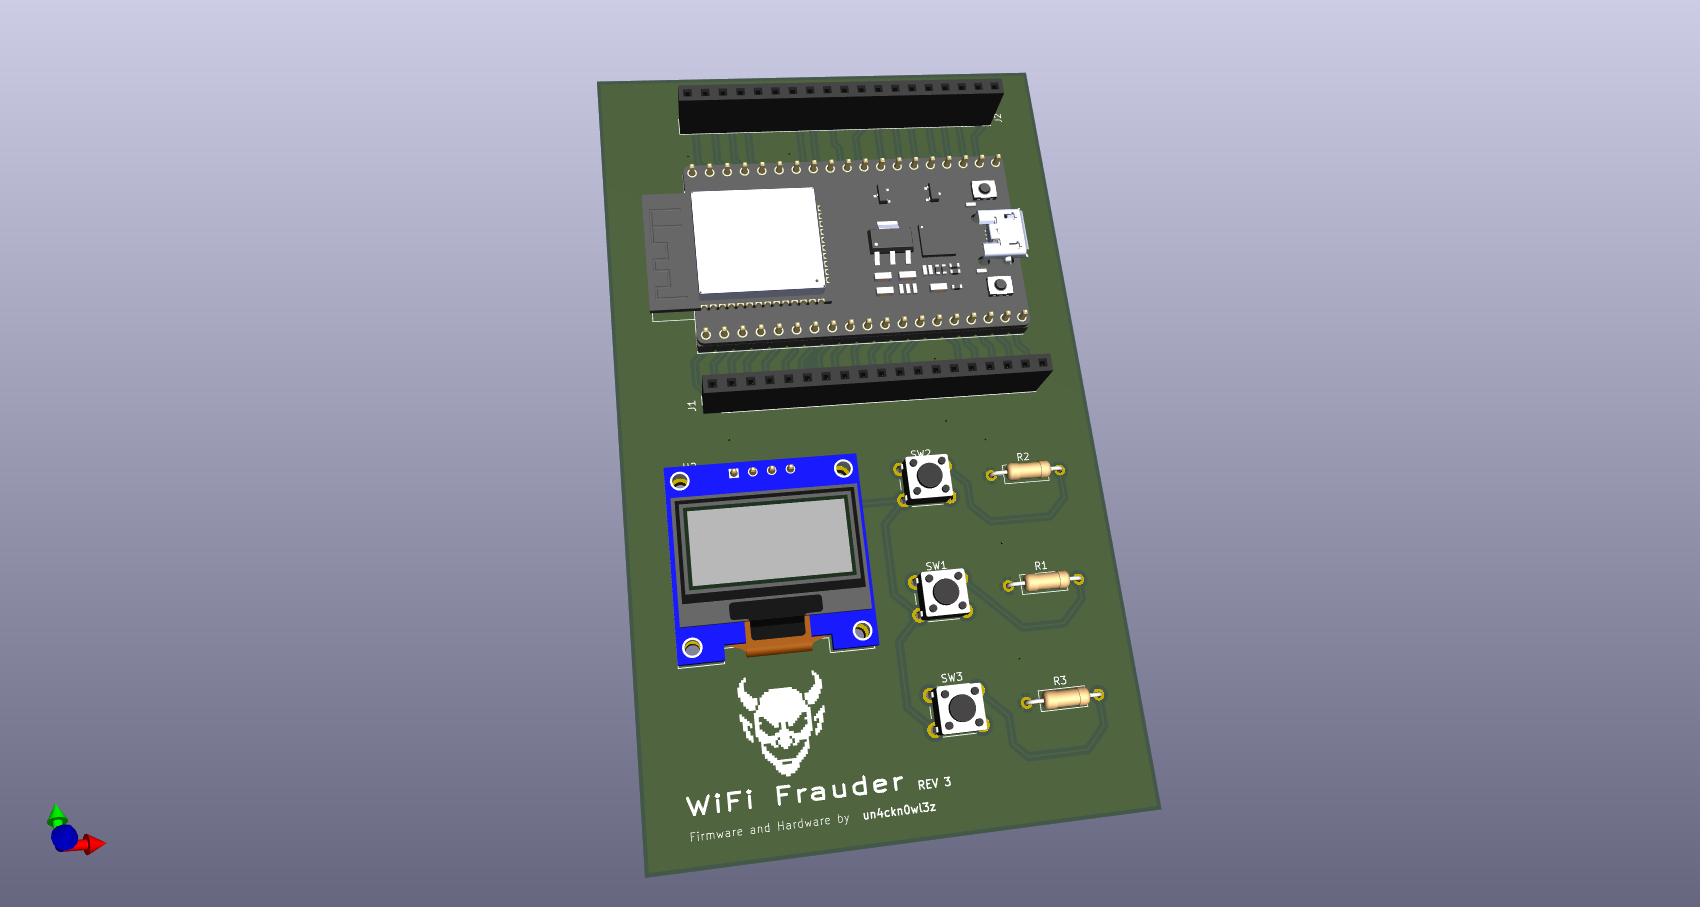 J2
J1
SW2
R2
SW1
R1
SW3
R3
WiFi Frauder REV 3
Firmware and Hardware by un4ckn0wl3z